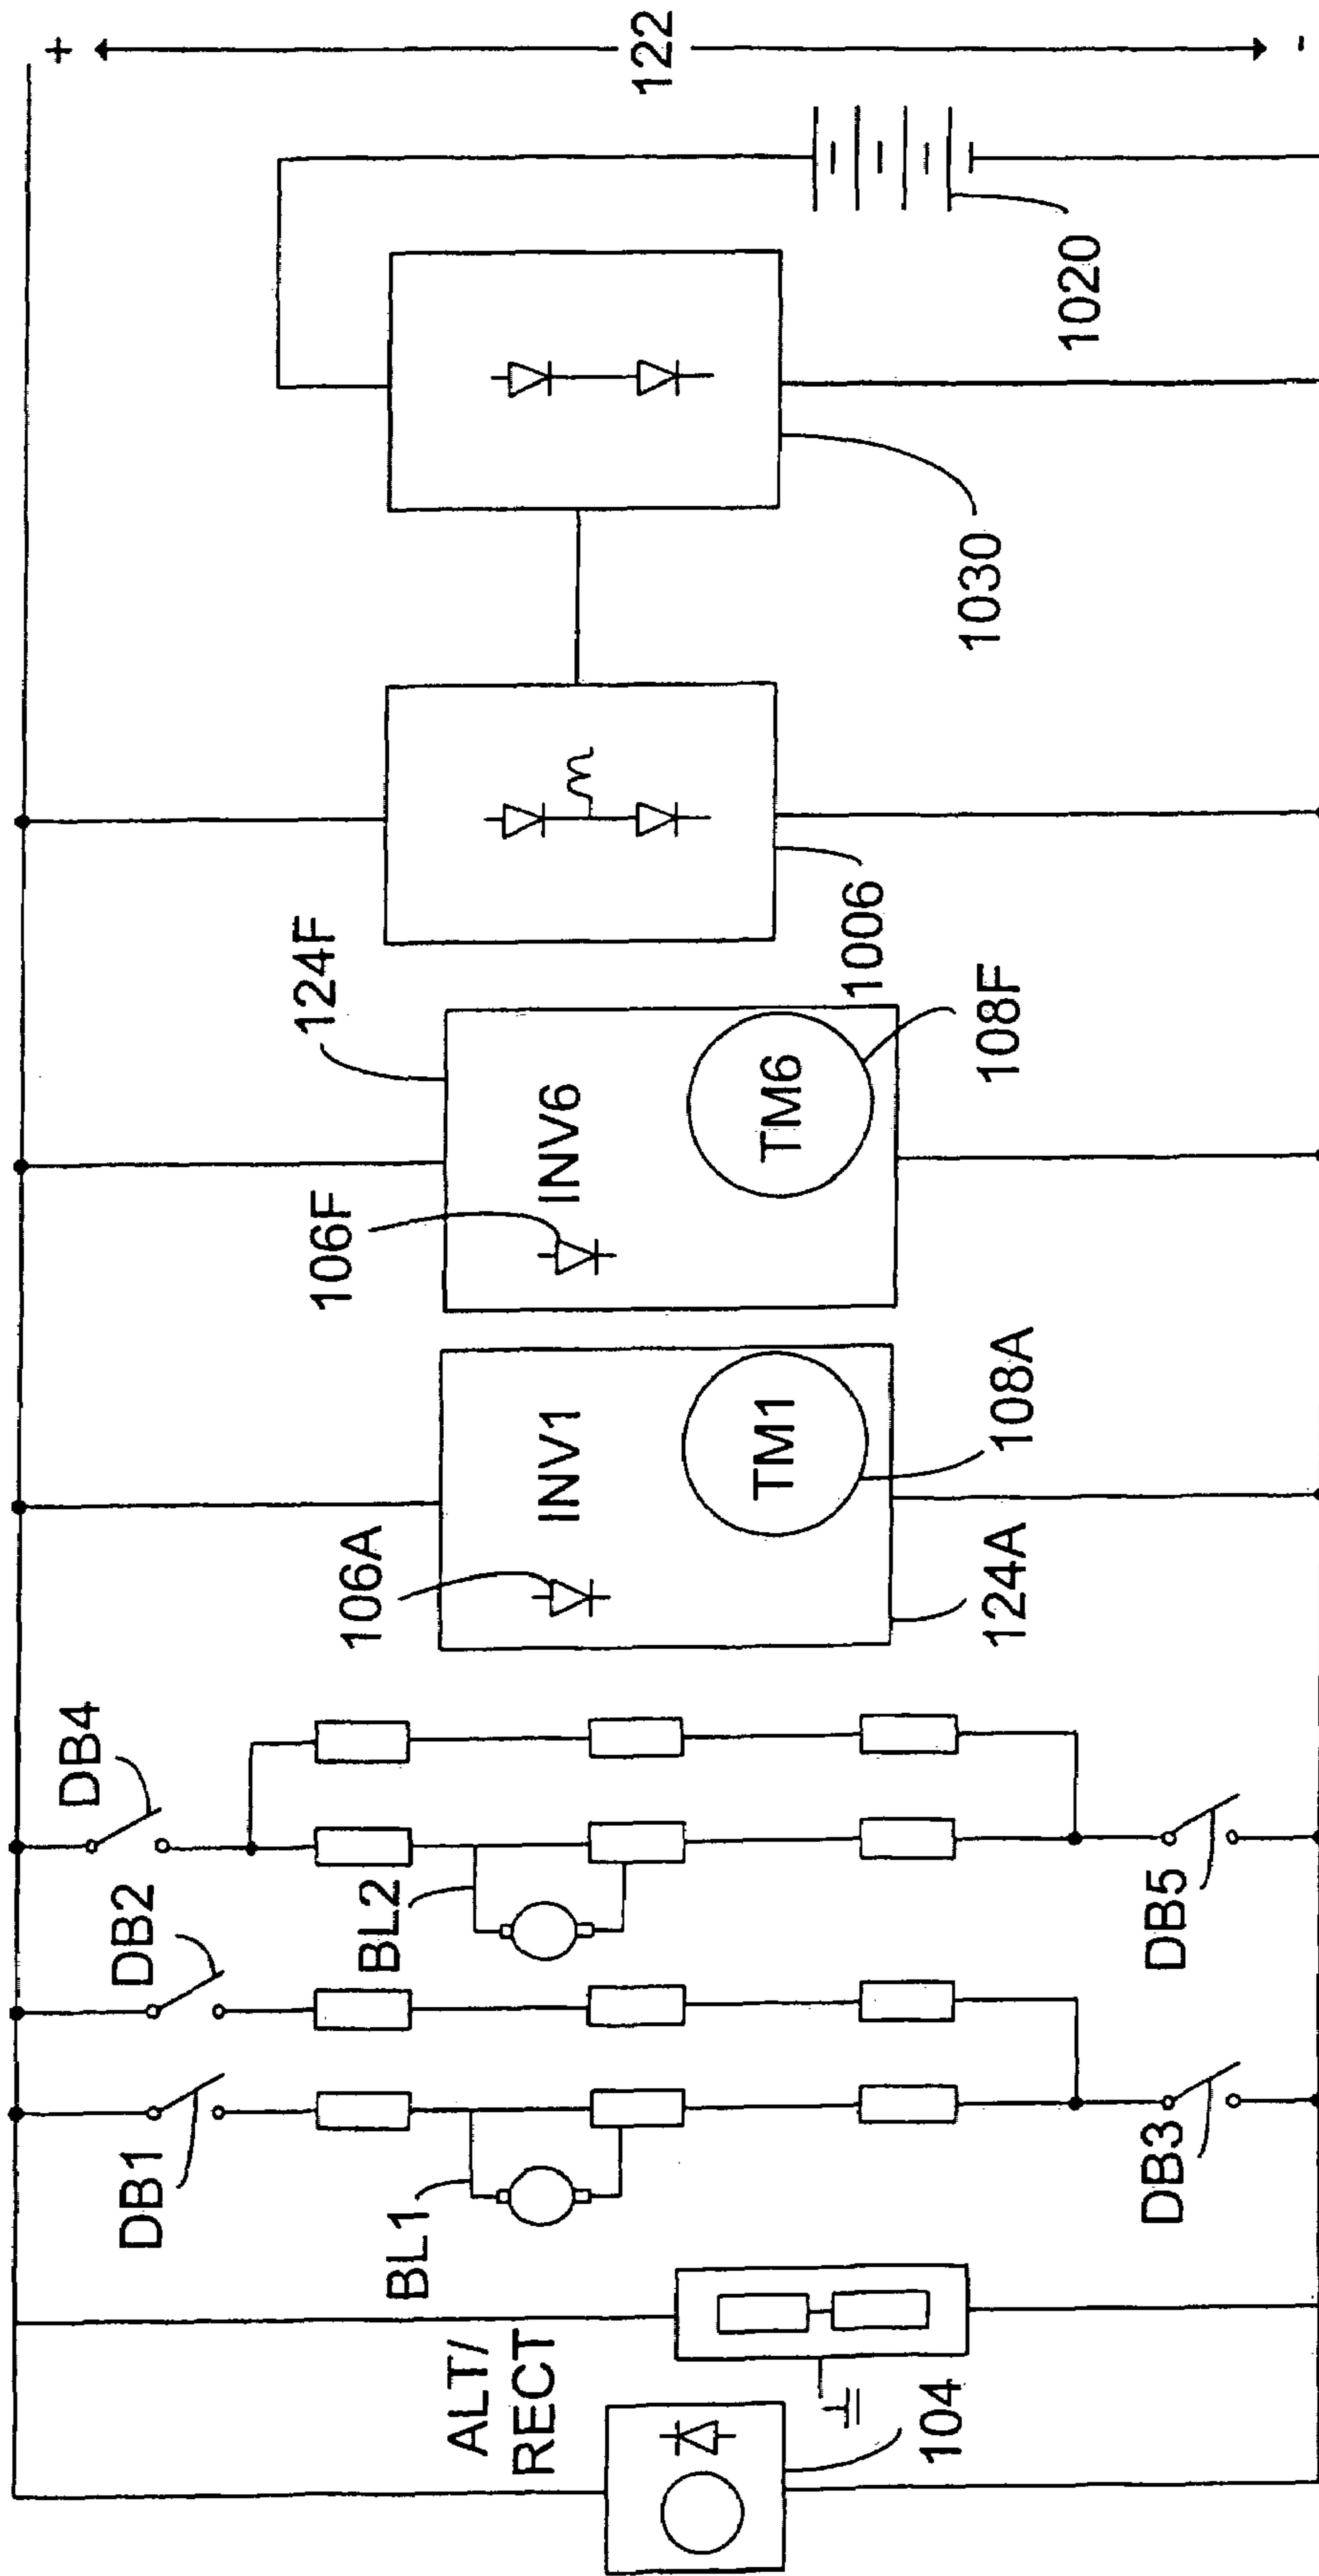 +
122
-
DB4
DB2
DB1
BL2
BL1
DB5
DB3
ALT/
RECT
104
106A
INV1
TM1
108A
124A
124F
106F
INV6
TM6
108F
1006
1030
1020